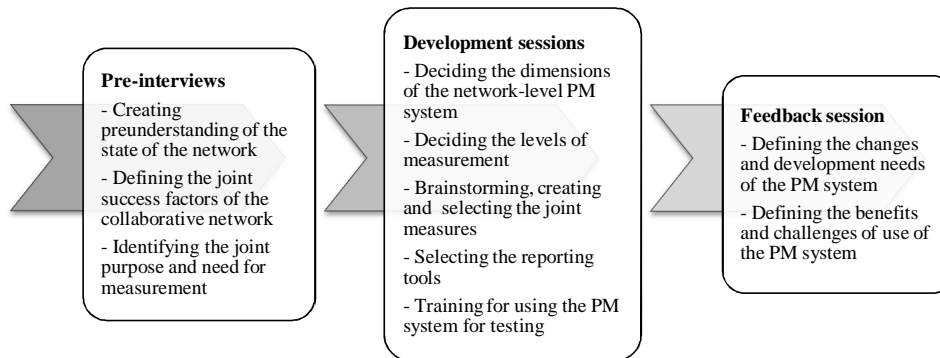 Pre-interviews
- Creating
preunderstanding of the
state of the network
- Defining the joint
success factors of the
collaborative network
- Identifying the joint
purpose and need for
measurement
Development sessions
- Deciding the dimensions
of the network-level PM
system
- Deciding the levels of
measurement
- Brainstorming, creating
and selecting the joint
measures
- Selecting the reporting
tools
- Training for using the PM
system for testing
Feedback session
- Defining the changes
and development needs
of the PM system
- Defining the benefits
and challenges of use of
the PM system